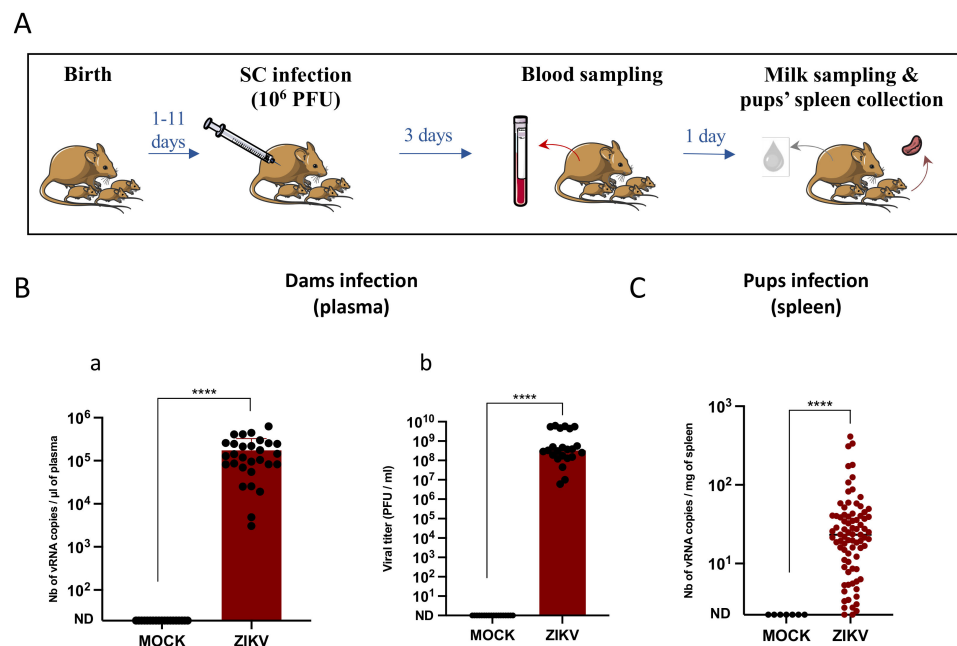 A
Birth
SC infection
(10⁶ PFU)
Blood sampling
Milk sampling &
pups' spleen collection
1-11
days
3 days
1 day
B
Dams infection
(plasma)
C
Pups infection
(spleen)
a
****
Nb of vRNA copies / µl of plasma
10⁶
10⁵
10⁴
10³
10²
ND
MOCK
ZIKV
b
****
Viral titer (PFU / ml)
10¹⁰
10⁹
10⁸
10⁷
10⁶
10⁵
10⁴
10³
10²
10¹
ND
MOCK
ZIKV
****
Nb of vRNA copies / mg of spleen
10³
10²
10¹
ND
MOCK
ZIKV